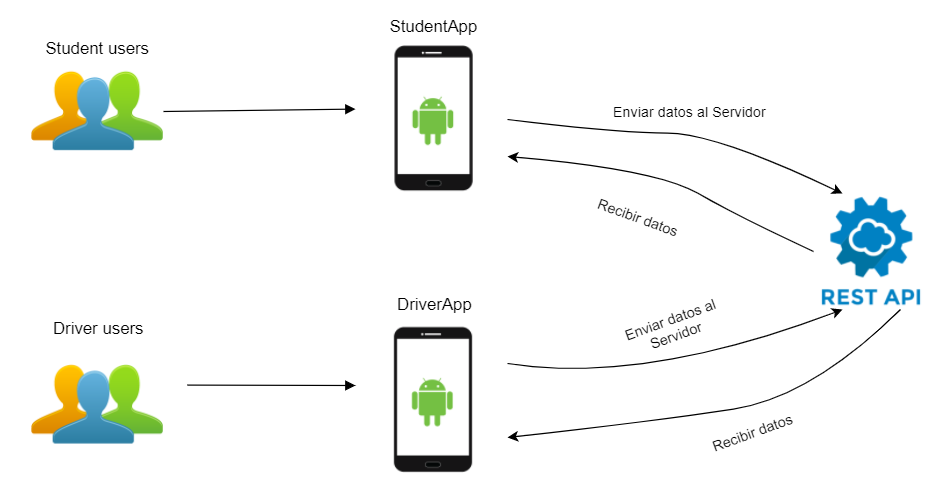 StudentApp
Student users
Enviar datos al Servidor
Recibir datos
REST API
DriverApp
Driver users
Enviar datos al
Servidor
Recibir datos